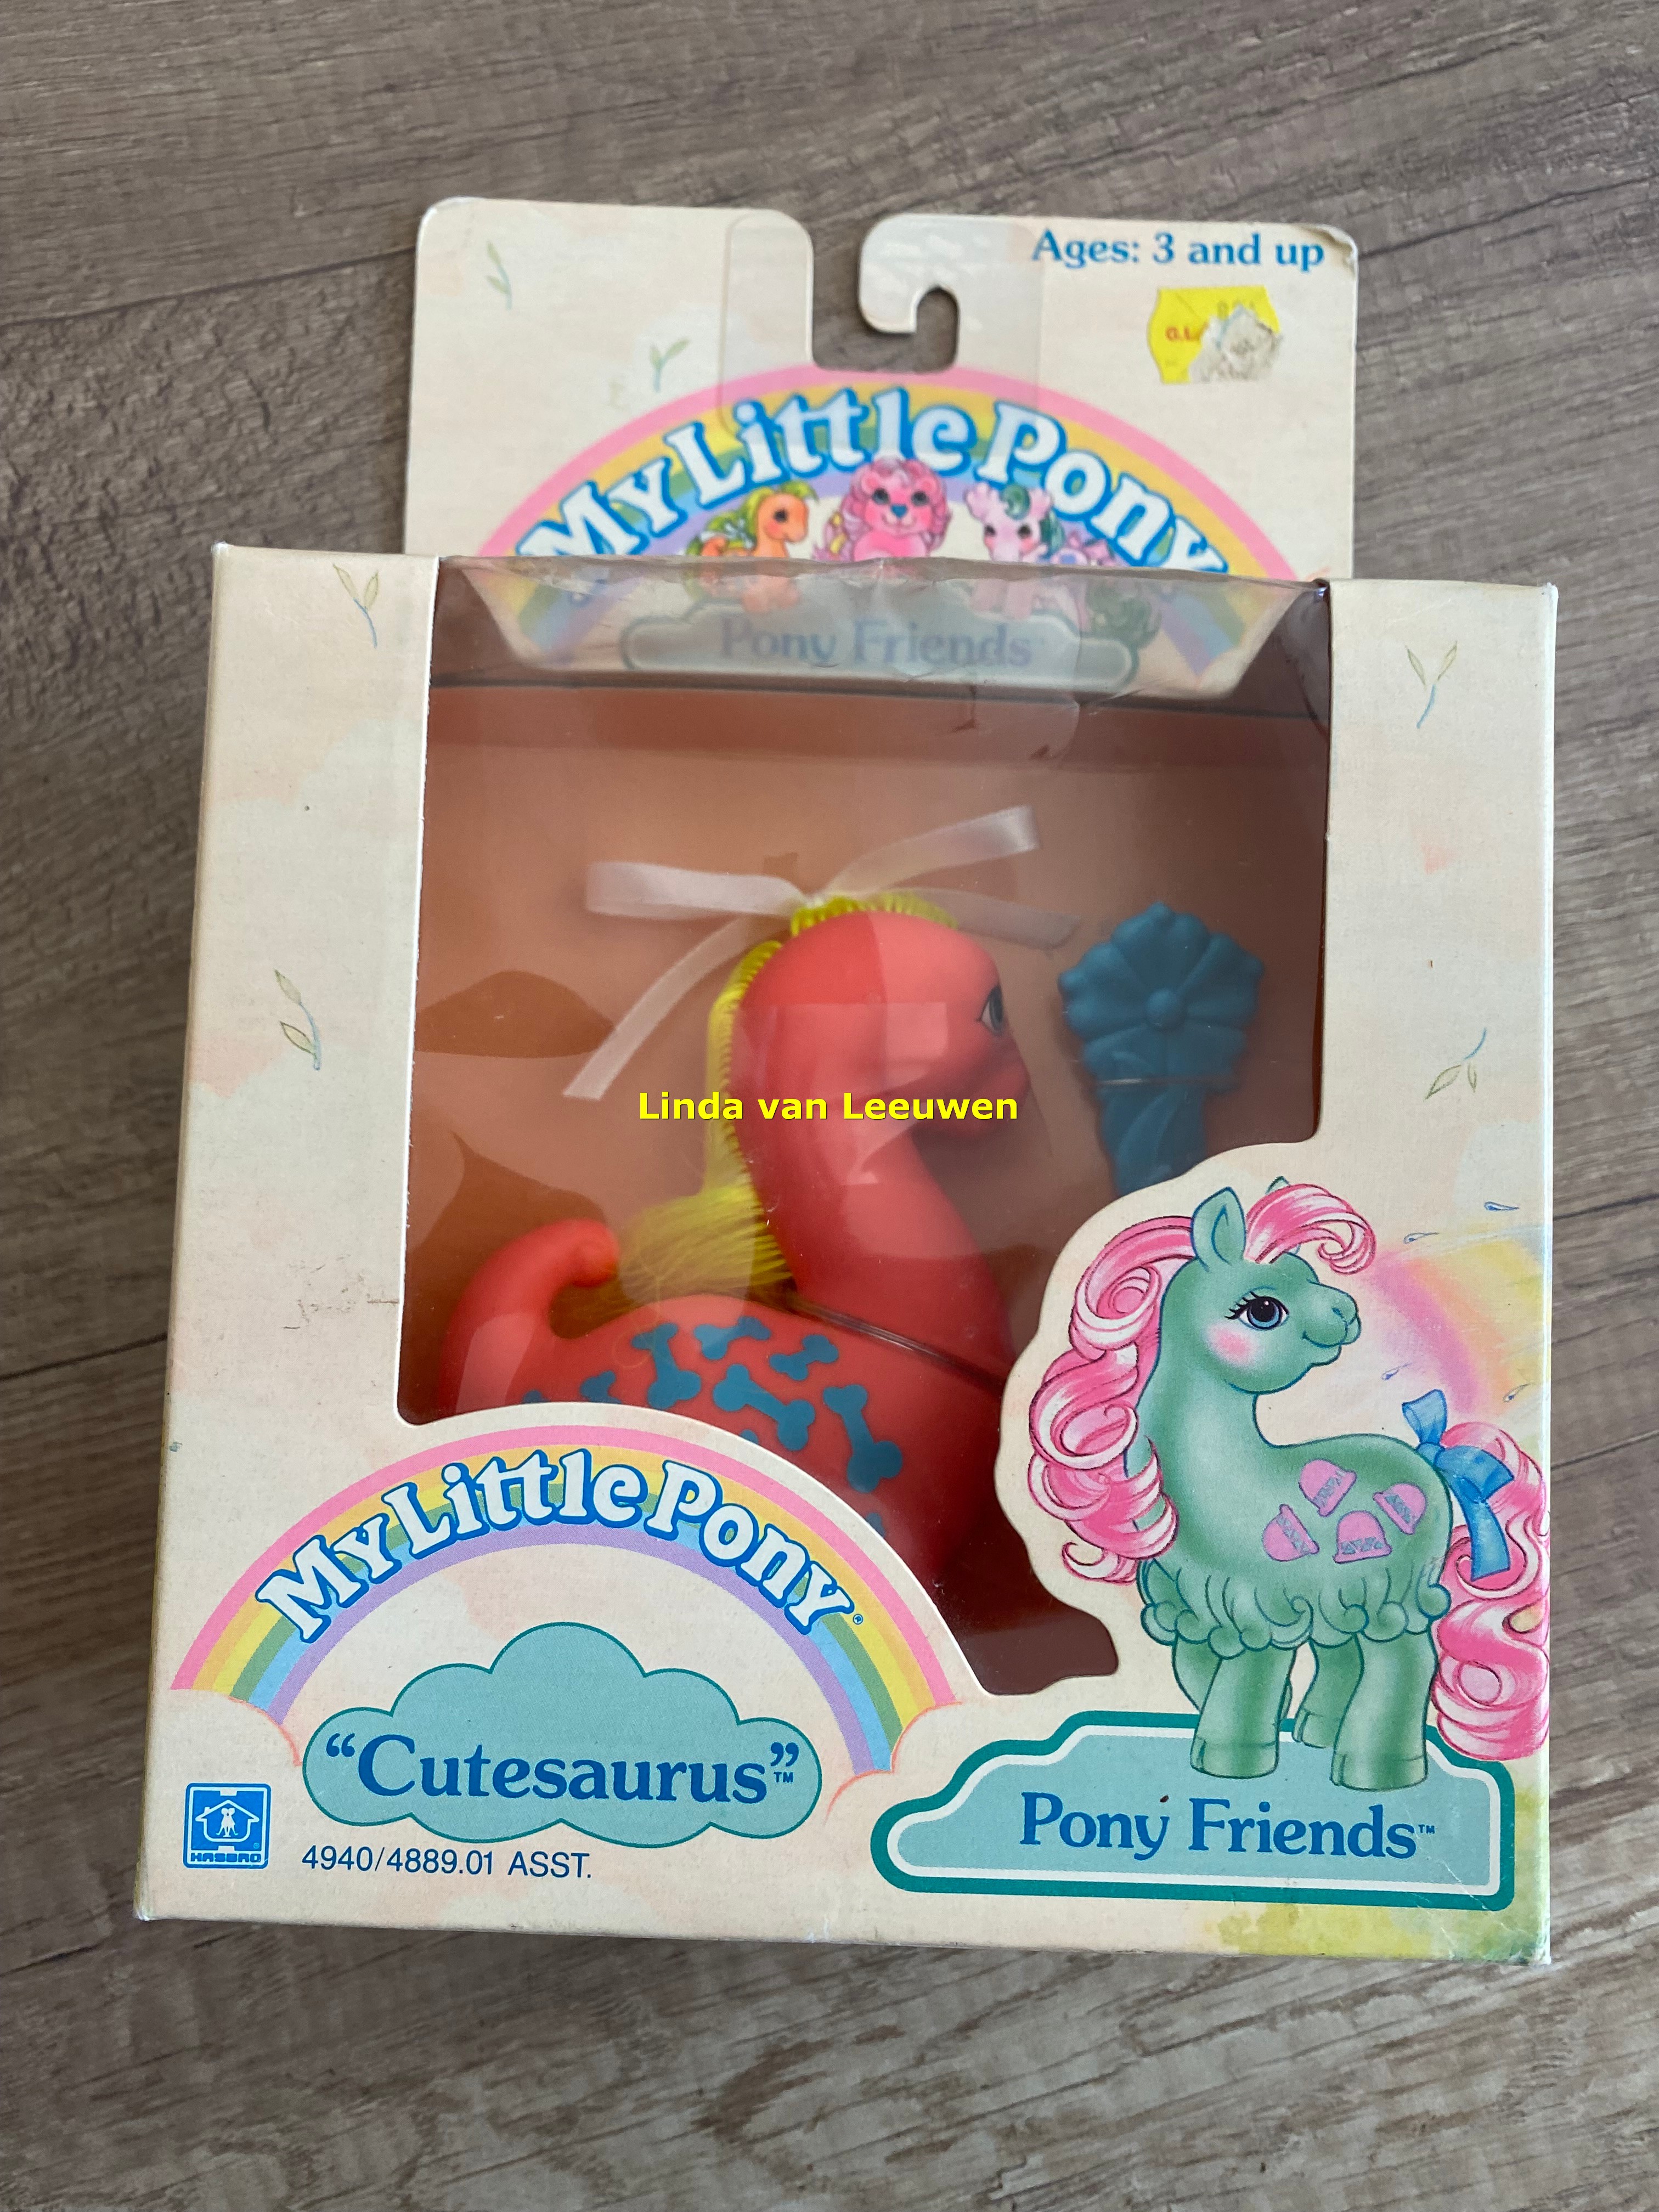 Ages: 3 and up
G.L.
My Little Pony
Pony Friends
Linda van Leeuwen
My Little Pony®
"Cutesaurus"™
HASBRO
4940/4889.01 ASST.
Pony Friends™